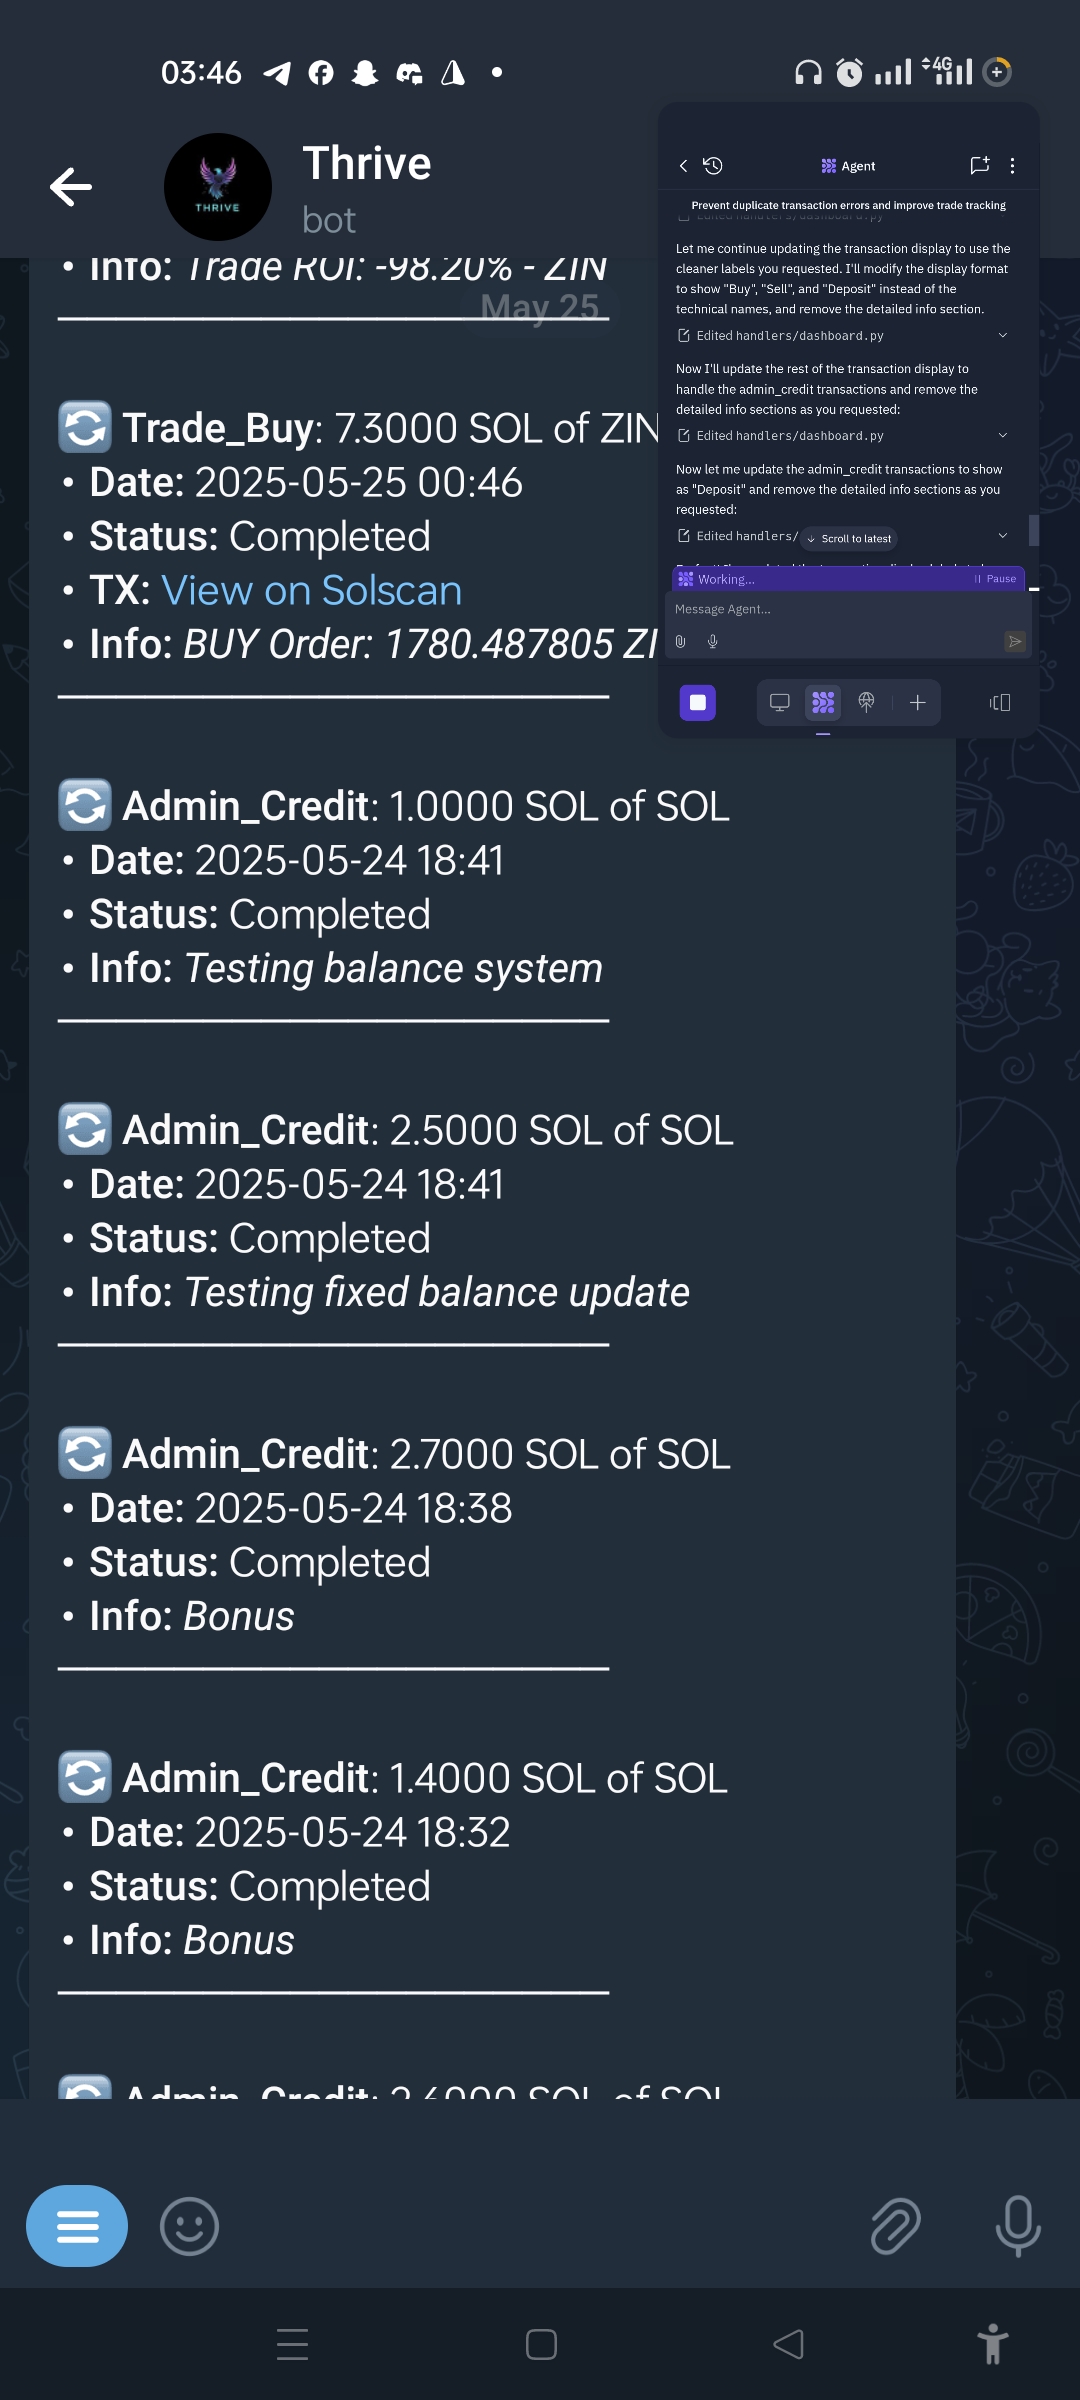 03:46
4G
THRIVE
Thrive
bot
• Info: Trade ROI: -98.20% - ZIN
May 25
Trade_Buy: 7.3000 SOL of ZIN
• Date: 2025-05-25 00:46
• Status: Completed
• TX: View on Solscan
• Info: BUY Order: 1780.487805 ZI
Admin_Credit: 1.0000 SOL of SOL
• Date: 2025-05-24 18:41
• Status: Completed
• Info: Testing balance system
Admin_Credit: 2.5000 SOL of SOL
• Date: 2025-05-24 18:41
• Status: Completed
• Info: Testing fixed balance update
Admin_Credit: 2.7000 SOL of SOL
• Date: 2025-05-24 18:38
• Status: Completed
• Info: Bonus
Admin_Credit: 1.4000 SOL of SOL
• Date: 2025-05-24 18:32
• Status: Completed
• Info: Bonus
Admin_Credit: 2.6000 SOL of SOL
Agent
Prevent duplicate transaction errors and improve trade tracking
Edited handlers/dashboard.py
Let me continue updating the transaction display to use the
cleaner labels you requested. I'll modify the display format
to show "Buy", "Sell", and "Deposit" instead of the
technical names, and remove the detailed info section.
Edited handlers/dashboard.py
Now I'll update the rest of the transaction display to
handle the admin_credit transactions and remove the
detailed info sections as you requested:
Edited handlers/dashboard.py
Now let me update the admin_credit transactions to show
as "Deposit" and remove the detailed info sections as you
requested:
Edited handlers/
Scroll to latest
Working...
Pause
Message Agent...